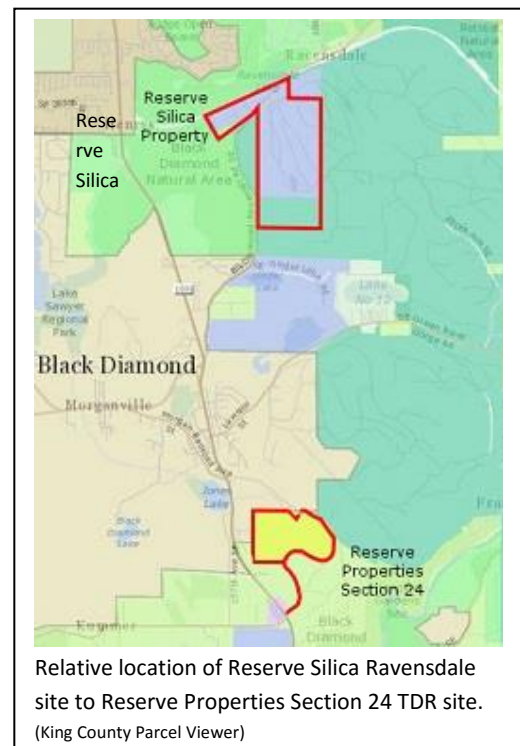 Ravensdale
Reserve
Silica
Property
Rese
rve
Silica
Black Diamond
Natural Area
Lake
Sawyer
Regional
Park
Black Diamond
Morganville
Jones
Lake
Black
Diamond
Lake
Reserve
Properties
Section 24
Kummer
Black
Diamond
Relative location of Reserve Silica Ravensdale
site to Reserve Properties Section 24 TDR site.
(King County Parcel Viewer)